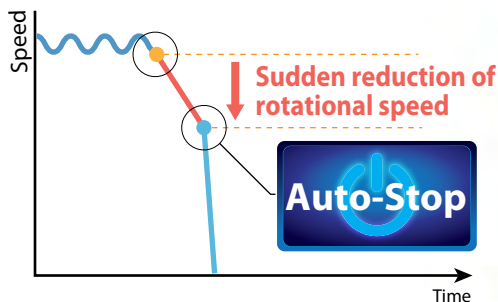 Speed
Sudden reduction of
rotational speed
Auto-Stop
Time